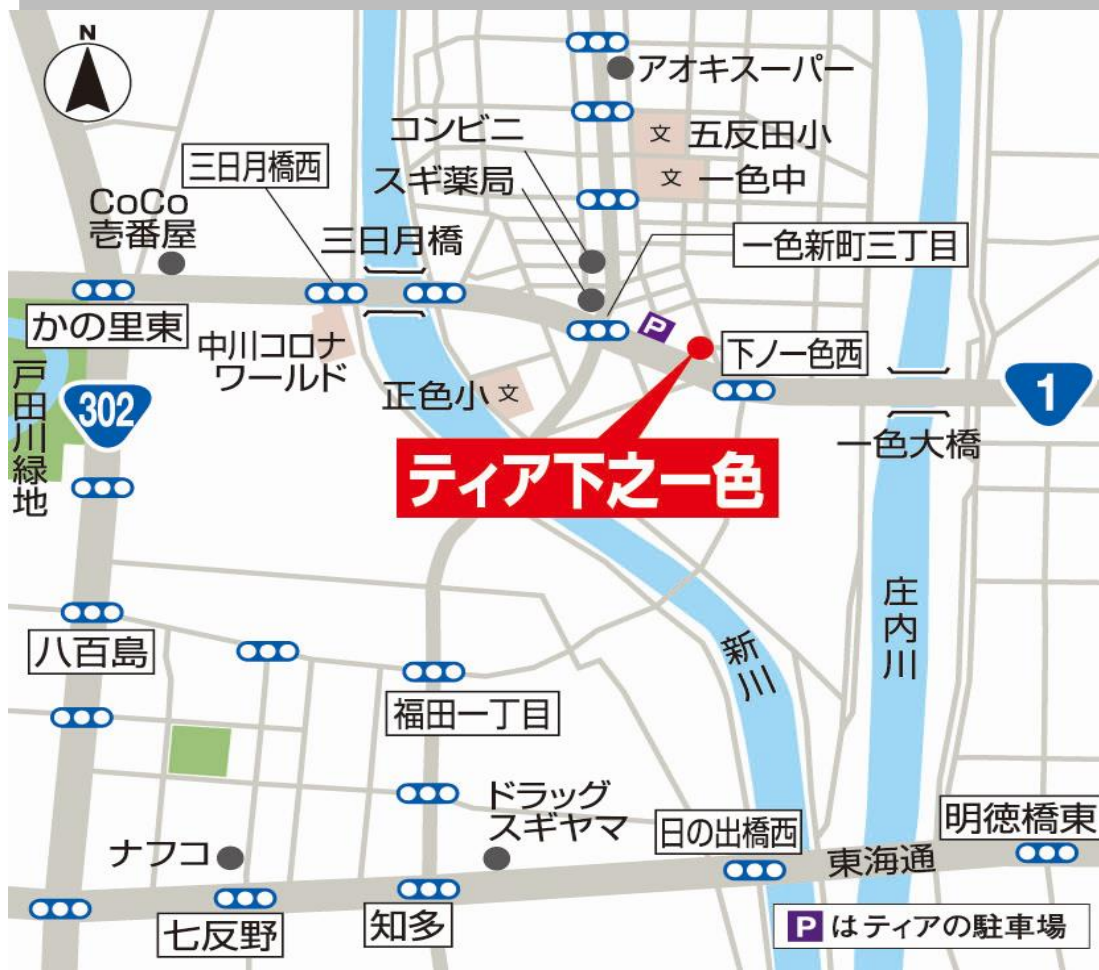 N
アオキスーパー
コンビニ
文 五反田小
三日月橋西
スギ薬局
文 一色中
CoCo
壱番屋
三日月橋
一色新町三丁目
かの里東
P
中川コロナ
ワールド
下ノ一色西
戸田川緑地
302
正色小 文
1
一色大橋
ティア下之一色
庄内川
八百島
新川
福田一丁目
ドラッグ
スギヤマ
日の出橋西
明徳橋東
ナフコ
東海通
七反野
知多
P はティアの駐車場